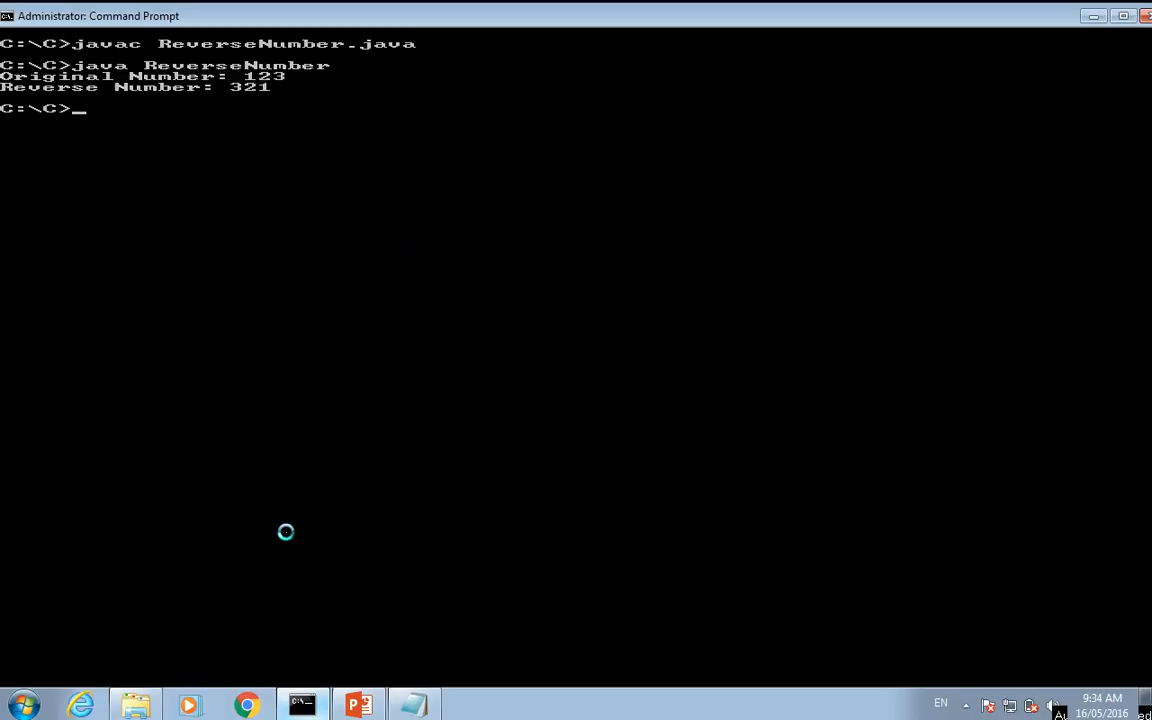 Administrator: Command Prompt
C:\C>javac ReverseNumber.java
C:\C>java ReverseNumber
Original Number: 123
Reverse Number: 321
C:\C>_
EN
9:34 AM
16/05/2016